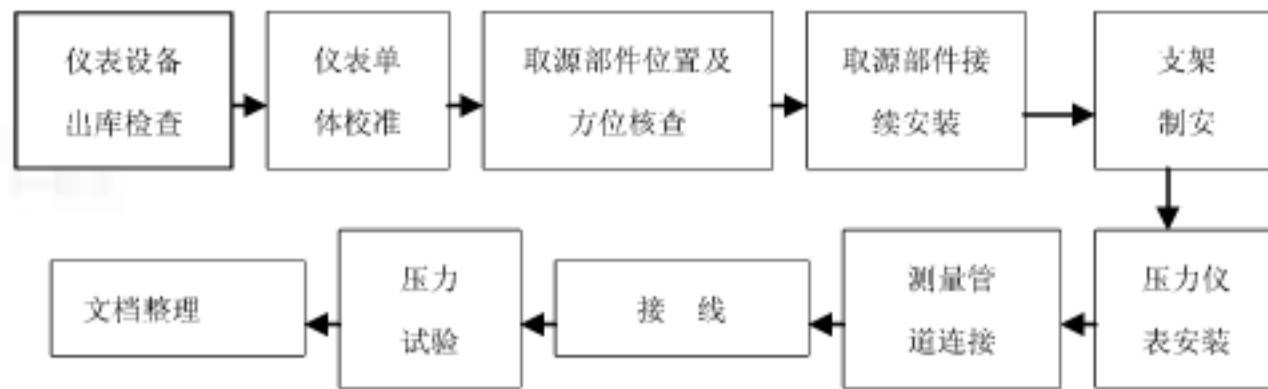 仪表设备
出库检查
仪表单
体校准
取源部件位置及
方位核查
取源部件接
续安装
支架
制安
压力仪
表安装
测量管
道连接
接 线
压力
试验
文档整理